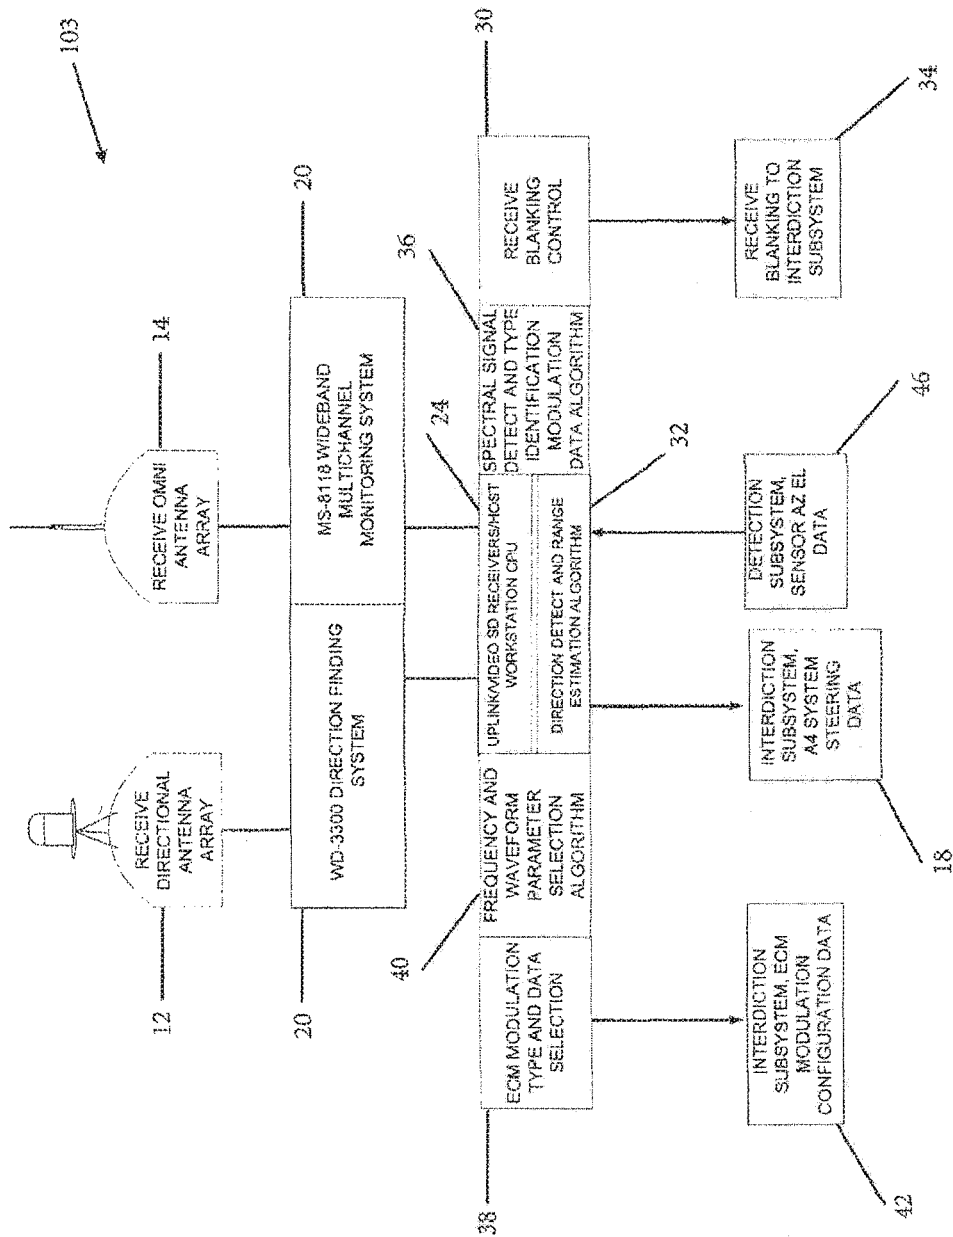 103
12
RECEIVE
DIRECTIONAL
ANTENNA
ARRAY
RECEIVE OMNI
ANTENNA
ARRAY
14
20
WD-3300 DIRECTION FINDING
SYSTEM
MS-8118 WIDEBAND
MULTICHANNEL
MONITORING SYSTEM
20
38
40
24
36
30
ECM MODULATION
TYPE AND DATA
SELECTION
FREQUENCY AND
WAVEFORM
PARAMETER
SELECTION
ALGORITHM
UPLINK/VIDEO SD RECEIVERS/HOST
WORKSTATION CPU
DIRECTION DETECT AND RANGE
ESTIMATION ALGORITHM
SPECTRAL SIGNAL
DETECT AND TYPE
IDENTIFICATION
MODULATION
DATA ALGORITHM
RECEIVE
BLANKING
CONTROL
32
INTERDICTION
SUBSYSTEM, ECM
MODULATION
CONFIGURATION DATA
INTERDICTION
SUBSYSTEM,
A4 SYSTEM
STEERING
DATA
DETECTION
SUBSYSTEM,
SENSOR AZ EL
DATA
RECEIVE
BLANKING TO
INTERDICTION
SUBSYSTEM
42
18
46
34